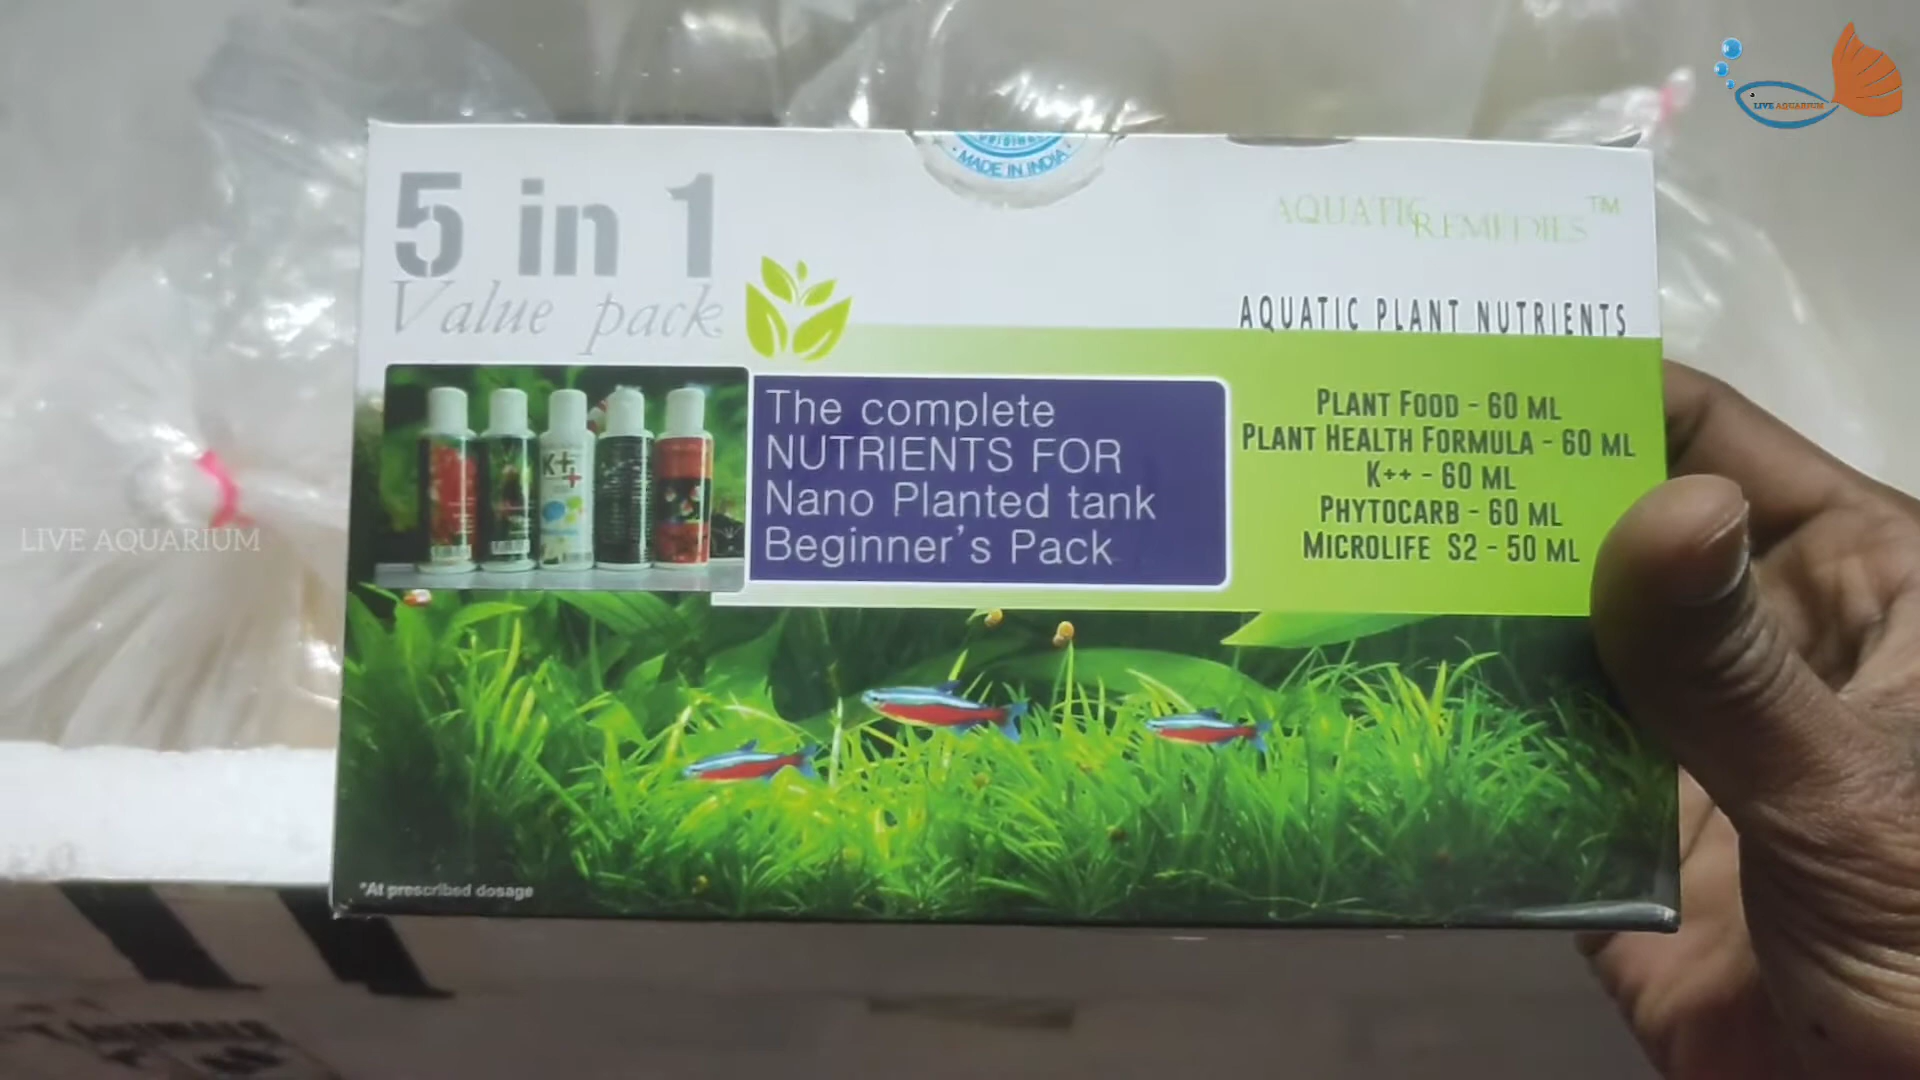 LIVE AQUARIUM
MADE IN INDIA
5 in 1
Value pack
AQUATIC REMEDIES™
AQUATIC PLANT NUTRIENTS
The complete
NUTRIENTS FOR
Nano Planted tank
Beginner's Pack
PLANT FOOD - 60 ML
PLANT HEALTH FORMULA - 60 ML
K++ - 60 ML
PHYTOCARB - 60 ML
MICROLIFE S2 - 50 ML
K++
LIVE AQUARIUM
*At prescribed dosage